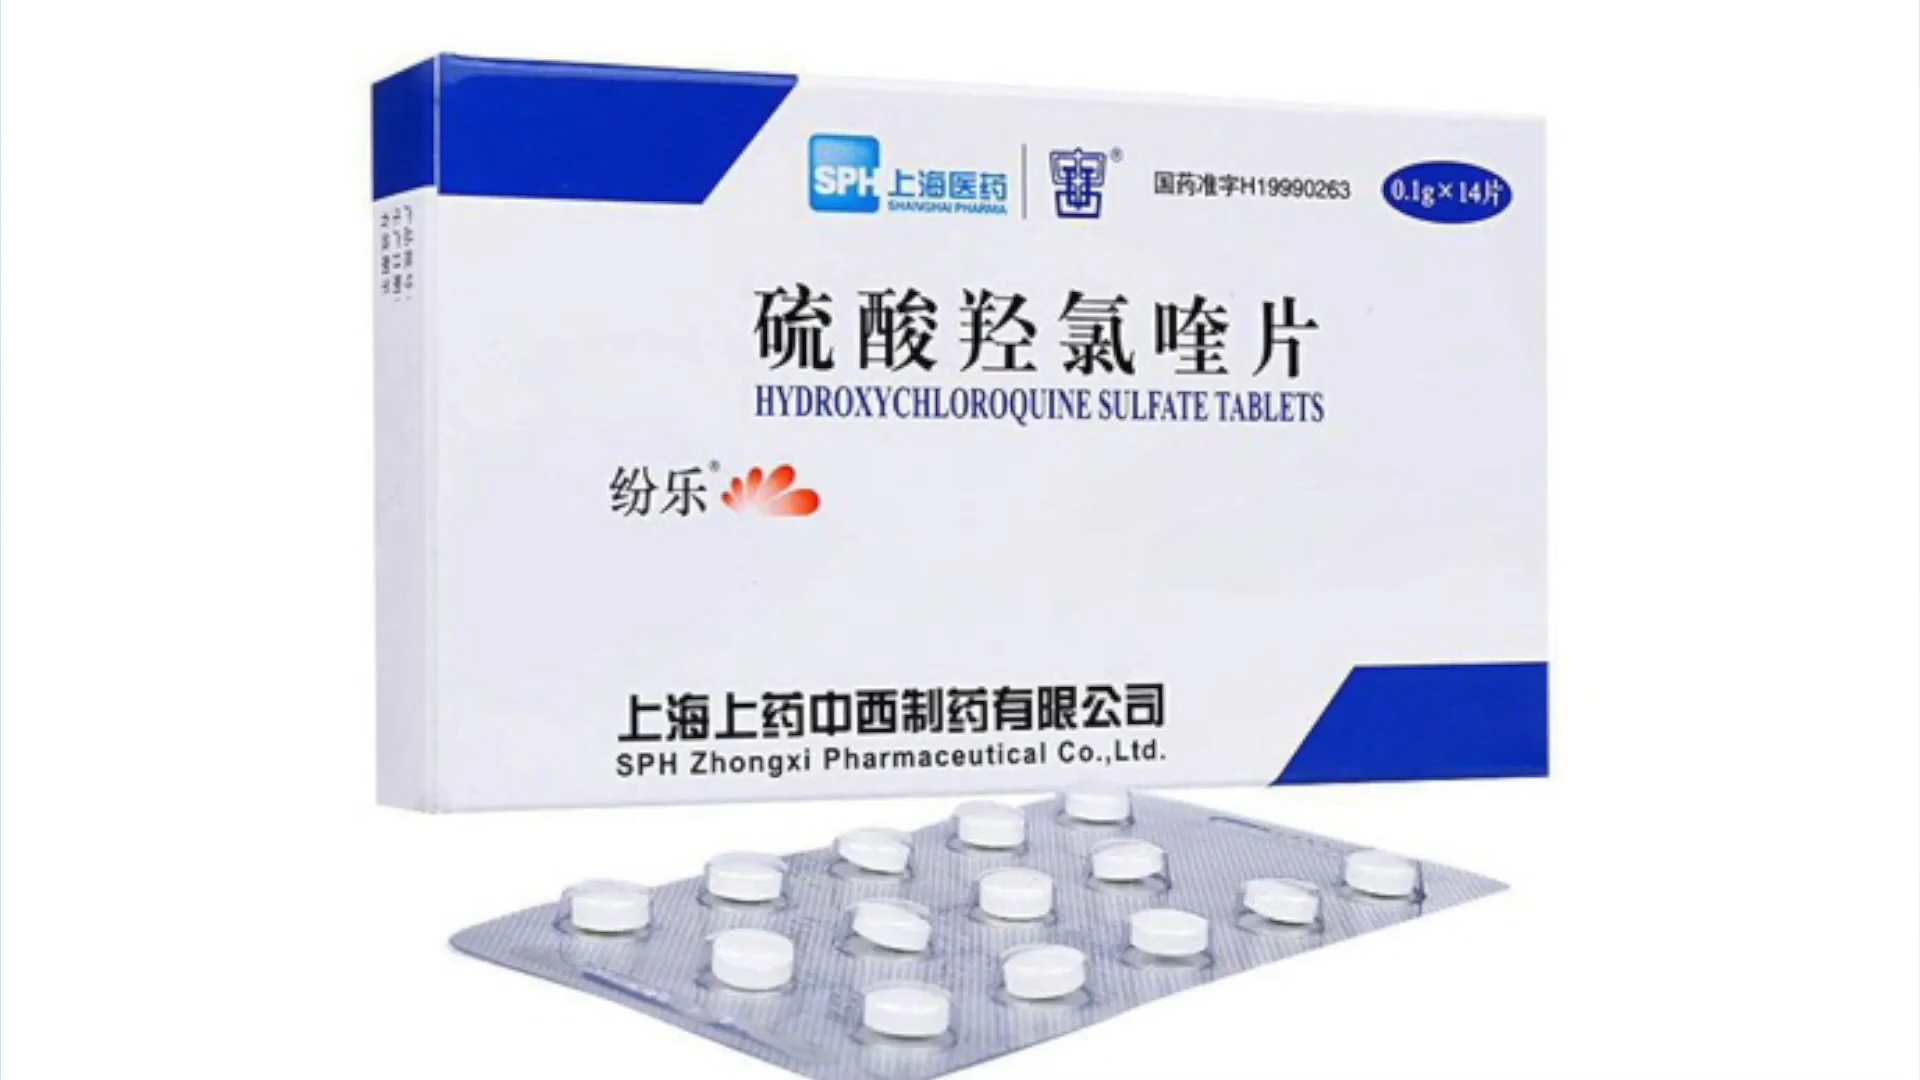 SPH 上海医药
SHANGHAI PHARMA
®
国药准字H19990263
0.1g×14片
硫酸羟氯喹片
HYDROXYCHLOROQUINE SULFATE TABLETS
纷乐®
上海上药中西制药有限公司
SPH Zhongxi Pharmaceutical Co.,Ltd.